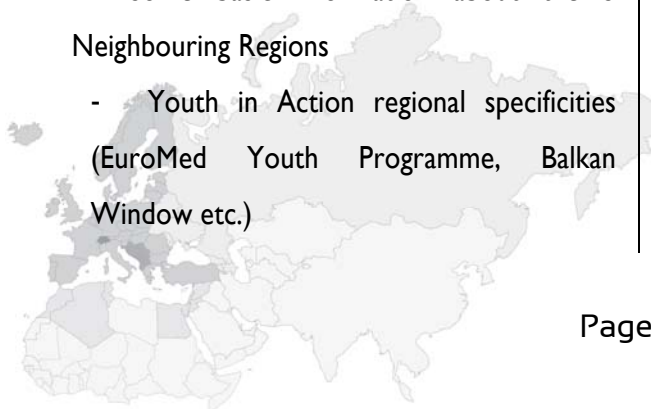 Neighbouring Regions
- Youth in Action regional specificities
(EuroMed Youth Programme, Balkan
Window etc.)
Page